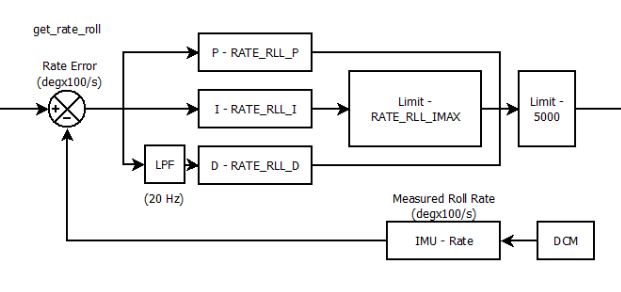 get_rate_roll
Rate Error
(degx100/s)
P - RATE_RLL_P
I - RATE_RLL_I
Limit -
RATE_RLL_IMAX
Limit -
5000
LPF
D - RATE_RLL_D
(20 Hz)
Measured Roll Rate
(degx100/s)
IMU - Rate
DCM